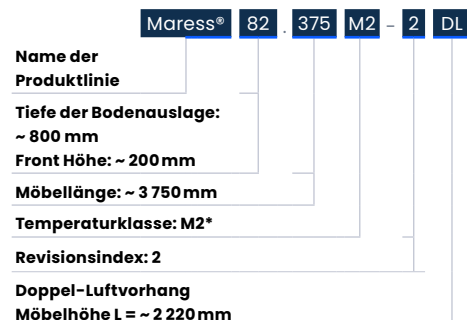 Maress® 82 . 375 M2 – 2 DL
Name der
Produktlinie
Tiefe der Bodenauslage:
~ 800 mm
Front Höhe: ~ 200 mm
Möbellänge: ~ 3 750 mm
Temperaturklasse: M2*
Revisionsindex: 2
Doppel-Luftvorhang
Möbelhöhe L = ~ 2 220 mm